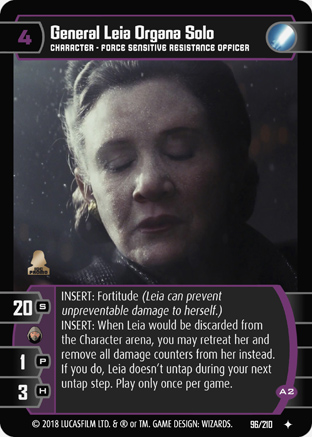 4
General Leia Organa Solo
CHARACTER - FORCE SENSITIVE RESISTANCE OFFICER
20 S
1 P
3 H
INSERT: Fortitude (Leia can prevent
unpreventable damage to herself.)
INSERT: When Leia would be discarded from
the Character arena, you may retreat her and
remove all damage counters from her instead.
If you do, Leia doesn't untap during your next
untap step. Play only once per game.
A2
© 2018 LUCASFILM LTD. & ® or TM. GAME DESIGN: WIZARDS.
96/210